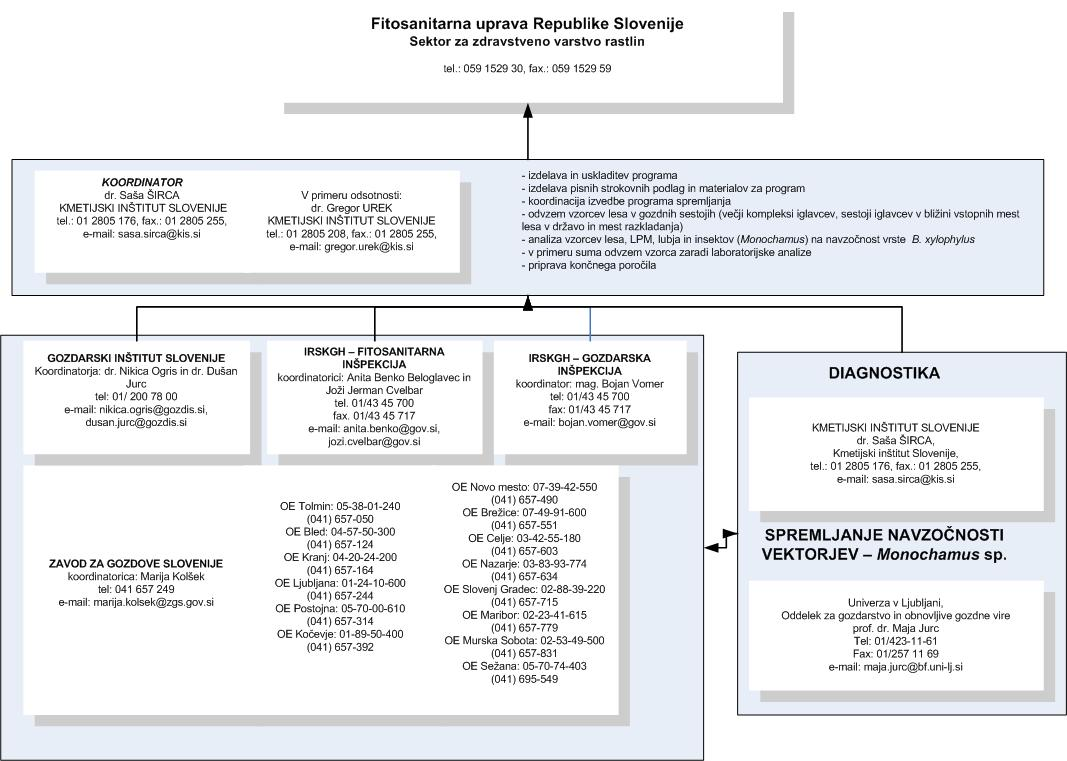 Fitosanitarna uprava Republike Slovenije
Sektor za zdravstveno varstvo rastlin
tel.: 059 1529 30, fax.: 059 1529 59
KOORDINATOR
dr. Saša ŠIRCA
KMETIJSKI INŠTITUT SLOVENIJE
tel.: 01 2805 176, fax.: 01 2805 255,
e-mail: sasa.sirca@kis.si
V primeru odsotnosti:
dr. Gregor UREK
KMETIJSKI INŠTITUT SLOVENIJE
tel.: 01 2805 208, fax.: 01 2805 255,
e-mail: gregor.urek@kis.si
- izdelava in uskladitev programa
- izdelava pisnih strokovnih podlag in materialov za program
- koordinacija izvedbe programa spremljanja
- odvzem vzorcev lesa v gozdnih sestojih (večji kompleksi iglavcev, sestoji iglavcev v bližini vstopnih mest
lesa v državo in mest razkladanja)
- analiza vzorcev lesa, LPM, lubja in insektov (Monochamus) na navzočnost vrste B. xylophylus
- v primeru suma odvzem vzorca zaradi laboratorijske analize
- priprava končnega poročila
GOZDARSKI INŠTITUT SLOVENIJE
Koordinatorja: dr. Nikica Ogris in dr. Dušan
Jurc
tel: 01/ 200 78 00
e-mail: nikica.ogris@gozdis.si,
dusan.jurc@gozdis.si
IRSKGH – FITOSANITARNA
INŠPEKCIJA
koordinatorici: Anita Benko Beloglavec in
Joži Jerman Cvelbar
tel. 01/43 45 700
fax. 01/43 45 717
e-mail: anita.benko@gov.si,
jozi.cvelbar@gov.si
IRSKGH – GOZDARSKA
INŠPEKCIJA
koordinator: mag. Bojan Vomer
tel: 01/43 45 700
fax: 01/43 45 717
e-mail: bojan.vomer@gov.si
ZAVOD ZA GOZDOVE SLOVENIJE
koordinatorica: Marija Kolšek
tel: 041 657 249
e-mail: marija.kolsek@zgs.gov.si
OE Tolmin: 05-38-01-240
(041) 657-050
OE Bled: 04-57-50-300
(041) 657-124
OE Kranj: 04-20-24-200
(041) 657-164
OE Ljubljana: 01-24-10-600
(041) 657-244
OE Postojna: 05-70-00-610
(041) 657-314
OE Kočevje: 01-89-50-400
(041) 657-392
OE Novo mesto: 07-39-42-550
(041) 657-490
OE Brežice: 07-49-91-600
(041) 657-551
OE Celje: 03-42-55-180
(041) 657-603
OE Nazarje: 03-83-93-774
(041) 657-634
OE Slovenj Gradec: 02-88-39-220
(041) 657-715
OE Maribor: 02-23-41-615
(041) 657-779
OE Murska Sobota: 02-53-49-500
(041) 657-831
OE Sežana: 05-70-74-403
(041) 695-549
DIAGNOSTIKA
KMETIJSKI INŠTITUT SLOVENIJE
dr. Saša ŠIRCA,
Kmetijski inštitut Slovenije,
tel.: 01 2805 176, fax.: 01 2805 255,
e-mail: sasa.sirca@kis.si
SPREMLJANJE NAVZOČNOSTI
VEKTORJEV – Monochamus sp.
Univerza v Ljubljani,
Oddelek za gozdarstvo in obnovljive gozdne vire
prof. dr. Maja Jurc
Tel: 01/423-11-61
Fax: 01/257 11 69
e-mail: maja.jurc@bf.uni-lj.si